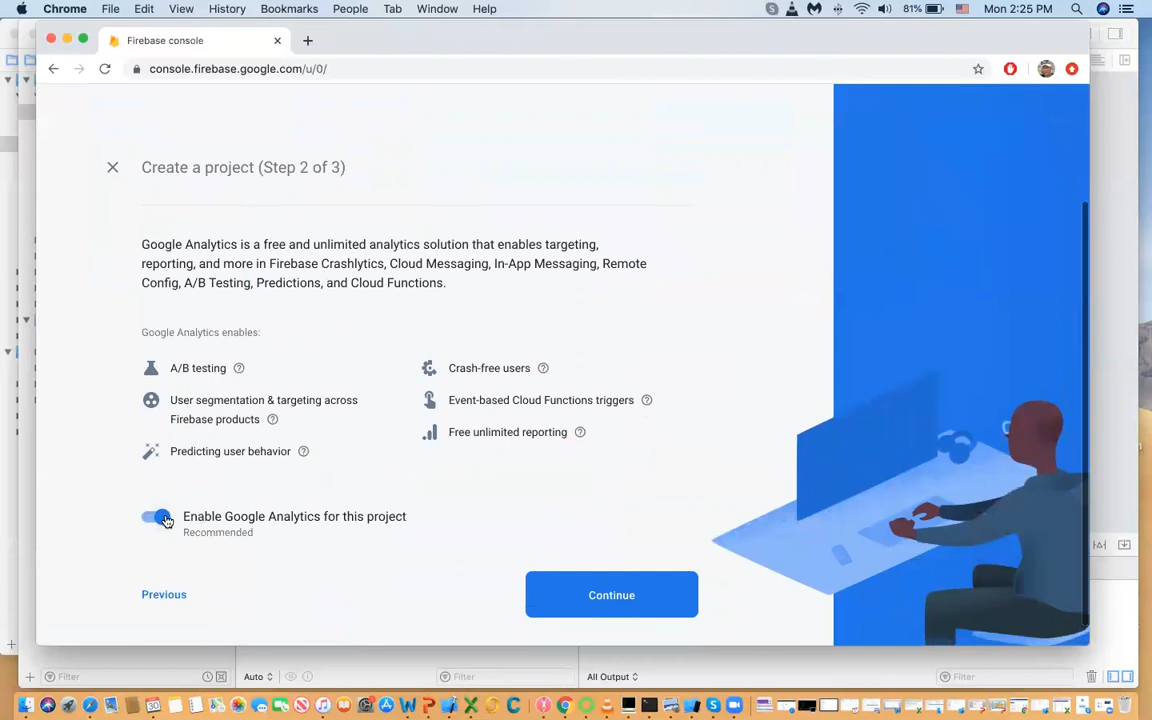 Chrome File Edit View History Bookmarks People Tab Window Help 81% Mon 2:25 PM
Firebase console
console.firebase.google.com/u/0/
Create a project (Step 2 of 3)
Google Analytics is a free and unlimited analytics solution that enables targeting,
reporting, and more in Firebase Crashlytics, Cloud Messaging, In-App Messaging, Remote
Config, A/B Testing, Predictions, and Cloud Functions.
Google Analytics enables:
A/B testing
Crash-free users
User segmentation & targeting across
Firebase products
Event-based Cloud Functions triggers
Predicting user behavior
Free unlimited reporting
Enable Google Analytics for this project
Recommended
Previous
Continue
Filter Auto Filter All Output Filter